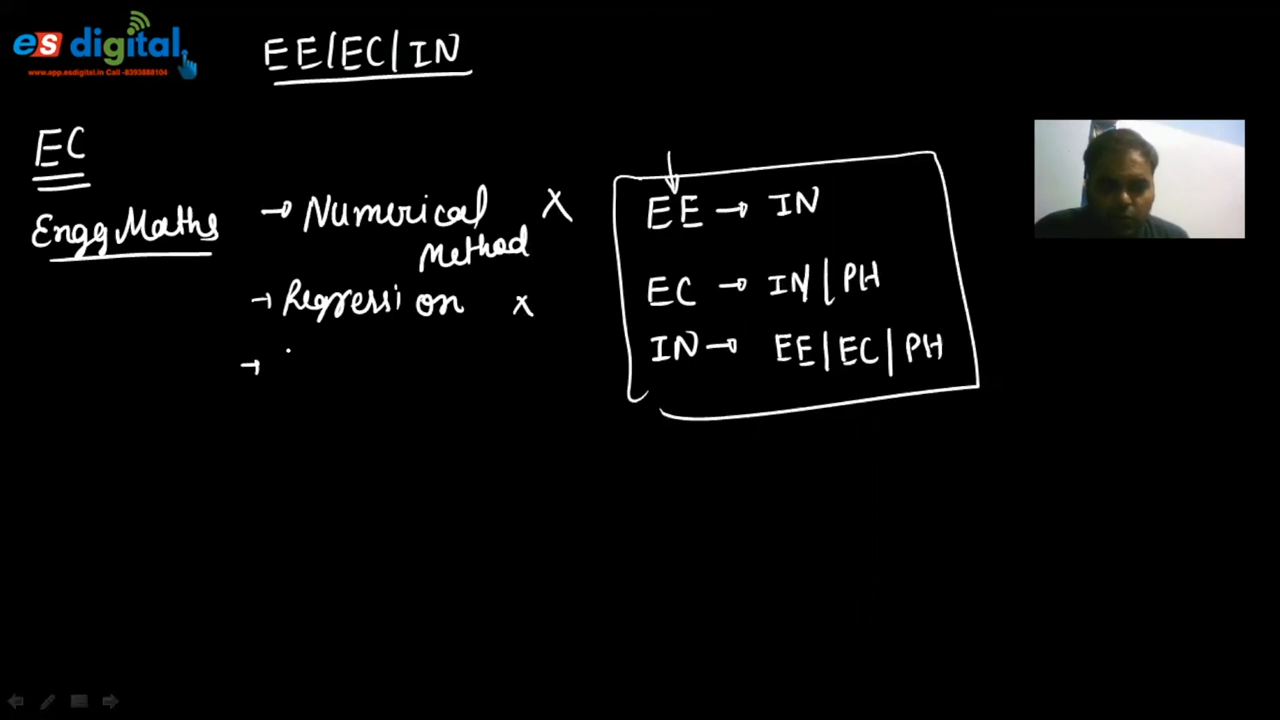 es digital
www.app.esdigital.in Call -8393888104
EE/EC/IN
EC
Engg Maths → Numerical Method X
→ Regression x
→
EE → IN
EC → IN/PH
IN → EE/EC/PH